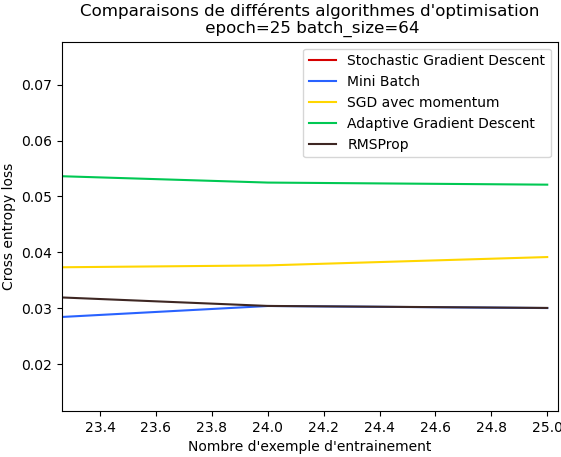 Comparaisons de différents algorithmes d'optimisation
epoch=25 batch_size=64
Stochastic Gradient Descent
Mini Batch
SGD avec momentum
Adaptive Gradient Descent
RMSProp
Cross entropy loss
0.07
0.06
0.05
0.04
0.03
0.02
23.4 23.6 23.8 24.0 24.2 24.4 24.6 24.8 25.0
Nombre d'exemple d'entrainement